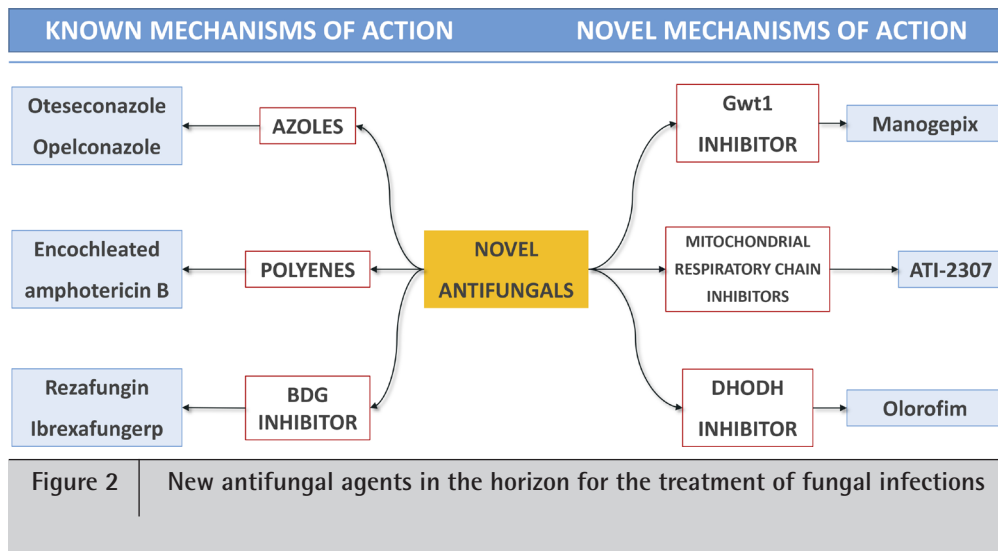 KNOWN MECHANISMS OF ACTION
NOVEL MECHANISMS OF ACTION
Oteseconazole
Opelconazole
AZOLES
Gwt1
INHIBITOR
Manogepix
Encochleated
amphotericin B
POLYENES
NOVEL
ANTIFUNGALS
MITOCHONDRIAL
RESPIRATORY CHAIN
INHIBITORS
ATI-2307
Rezafungin
Ibrexafungerp
BDG
INHIBITOR
DHODH
INHIBITOR
Olorofim
Figure 2
New antifungal agents in the horizon for the treatment of fungal infections